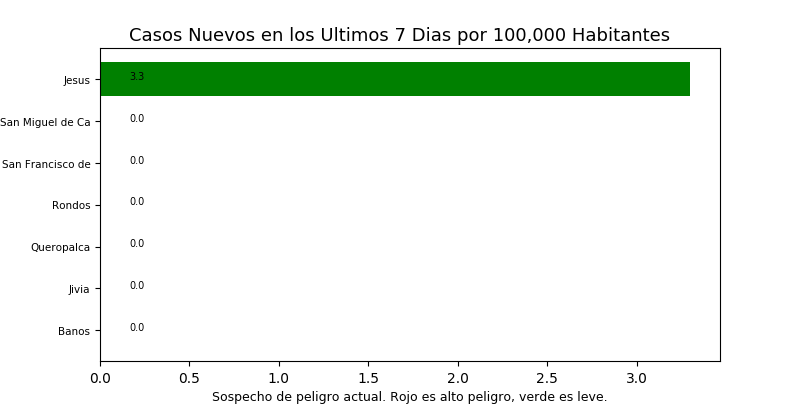 Casos Nuevos en los Ultimos 7 Dias por 100,000 Habitantes
Jesus 3.3
San Miguel de Ca 0.0
San Francisco de 0.0
Rondos 0.0
Queropalca 0.0
Jivia 0.0
Banos 0.0
0.0 0.5 1.0 1.5 2.0 2.5 3.0
Sospecho de peligro actual. Rojo es alto peligro, verde es leve.